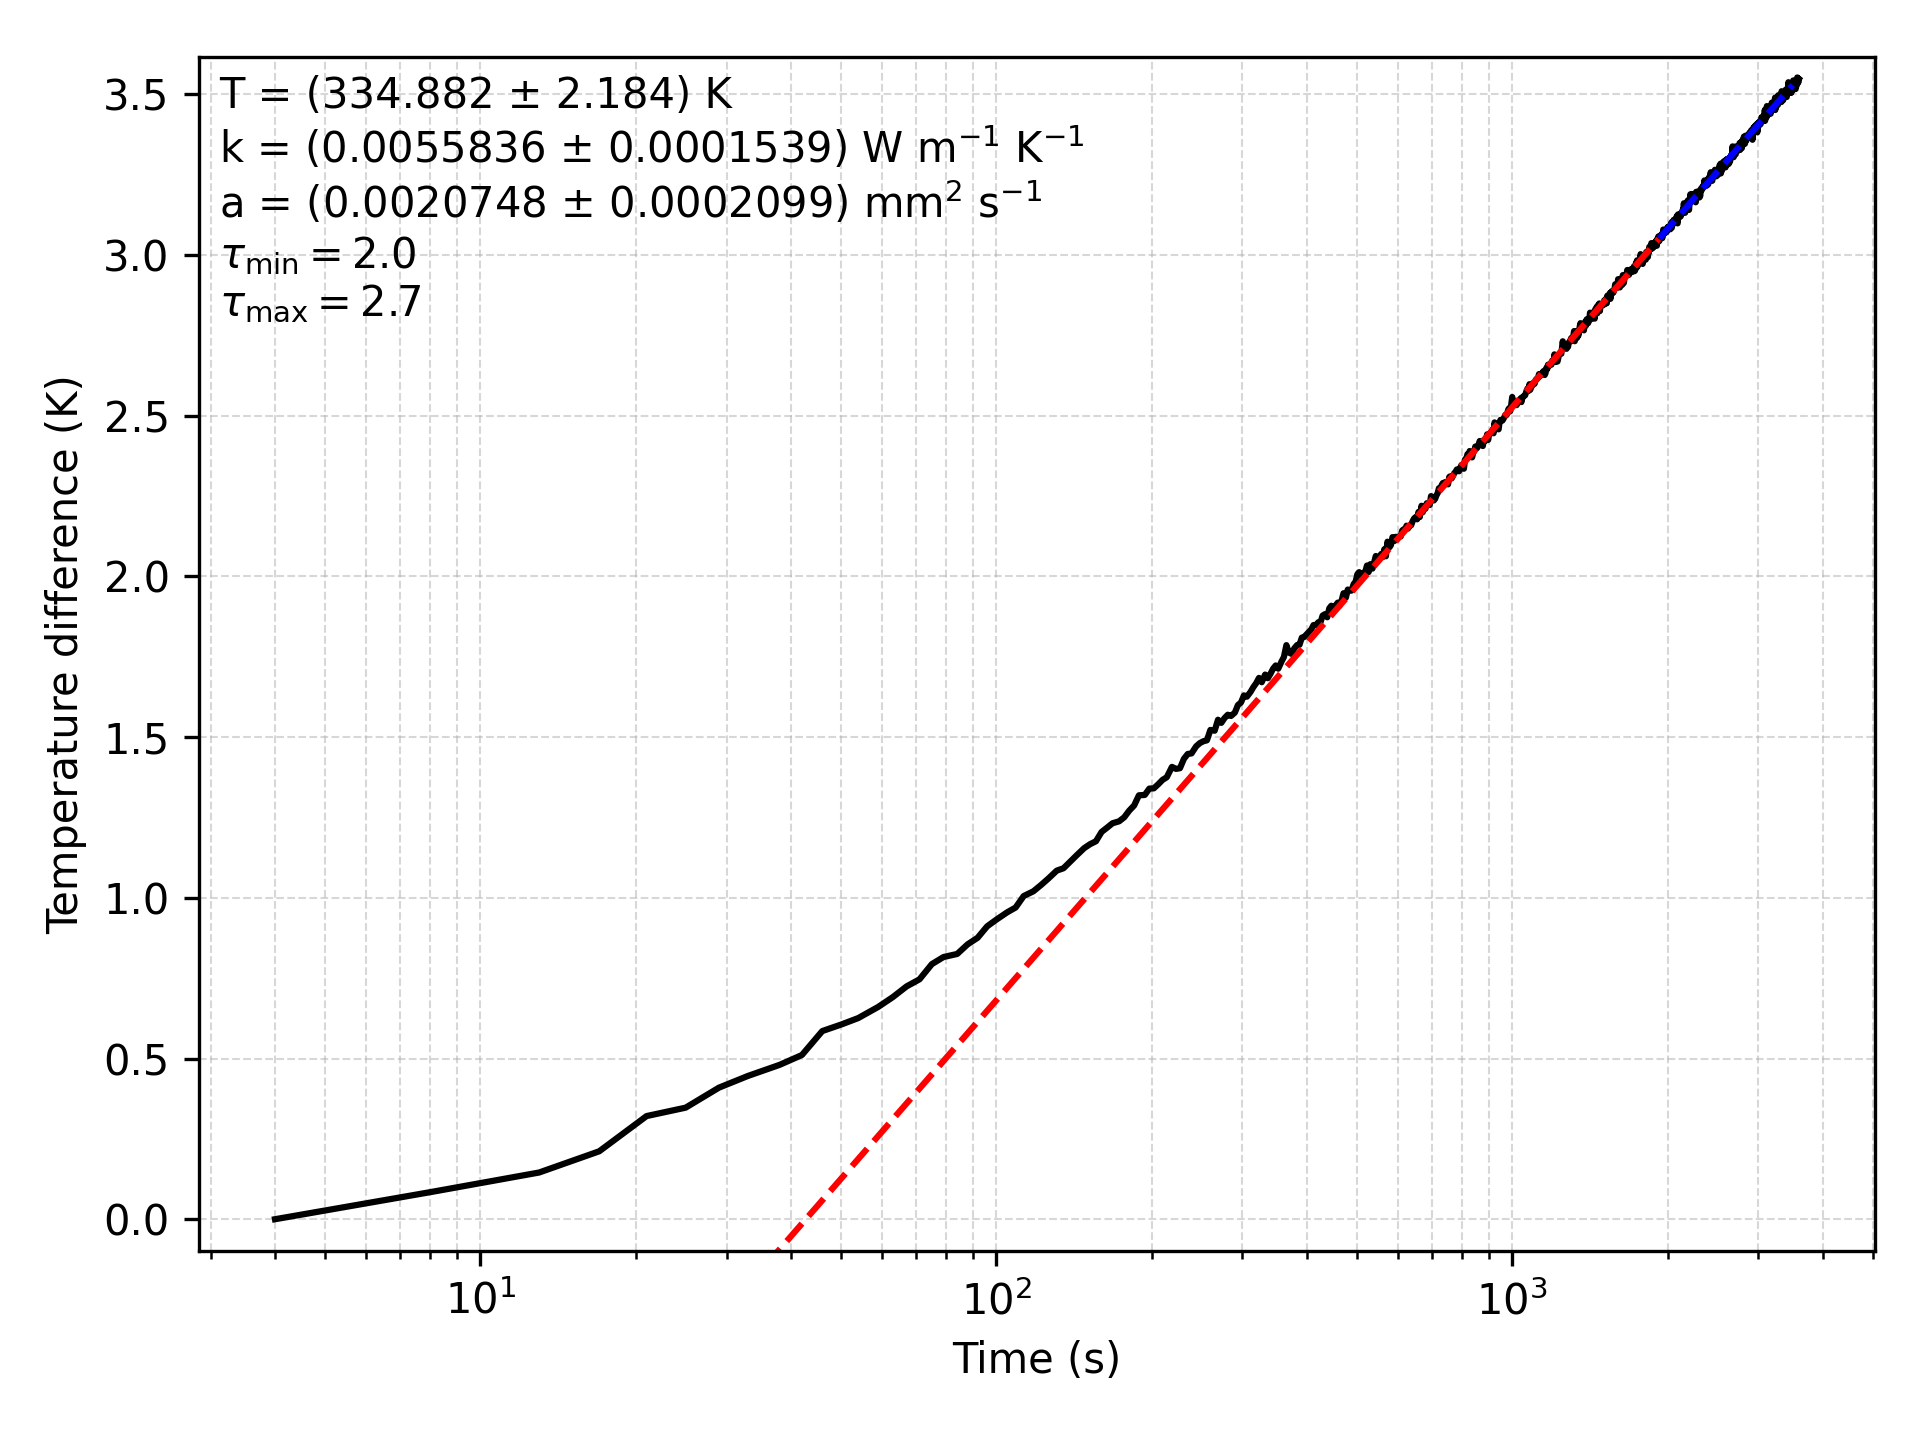 T = (334.882 ± 2.184) K
k = (0.0055836 ± 0.0001539) W m⁻¹ K⁻¹
a = (0.0020748 ± 0.0002099) mm² s⁻¹
τ_min = 2.0
τ_max = 2.7
3.5
3.0
2.5
2.0
1.5
1.0
0.5
0.0
Temperature difference (K)
10¹ 10² 10³
Time (s)